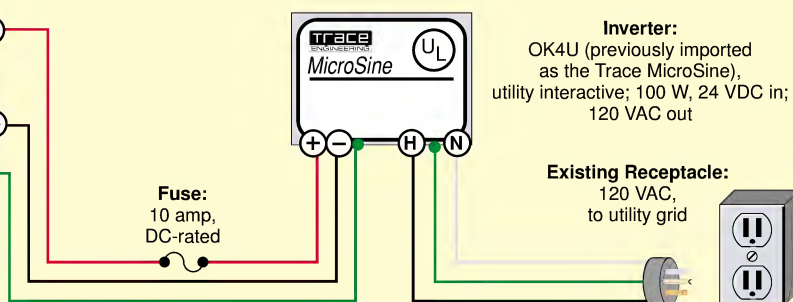 Trace
ENGINEERING
UL
MicroSine
+
−
H
N
Inverter:
OK4U (previously imported
as the Trace MicroSine),
utility interactive; 100 W, 24 VDC in;
120 VAC out
Fuse:
10 amp,
DC-rated
Existing Receptacle:
120 VAC,
to utility grid